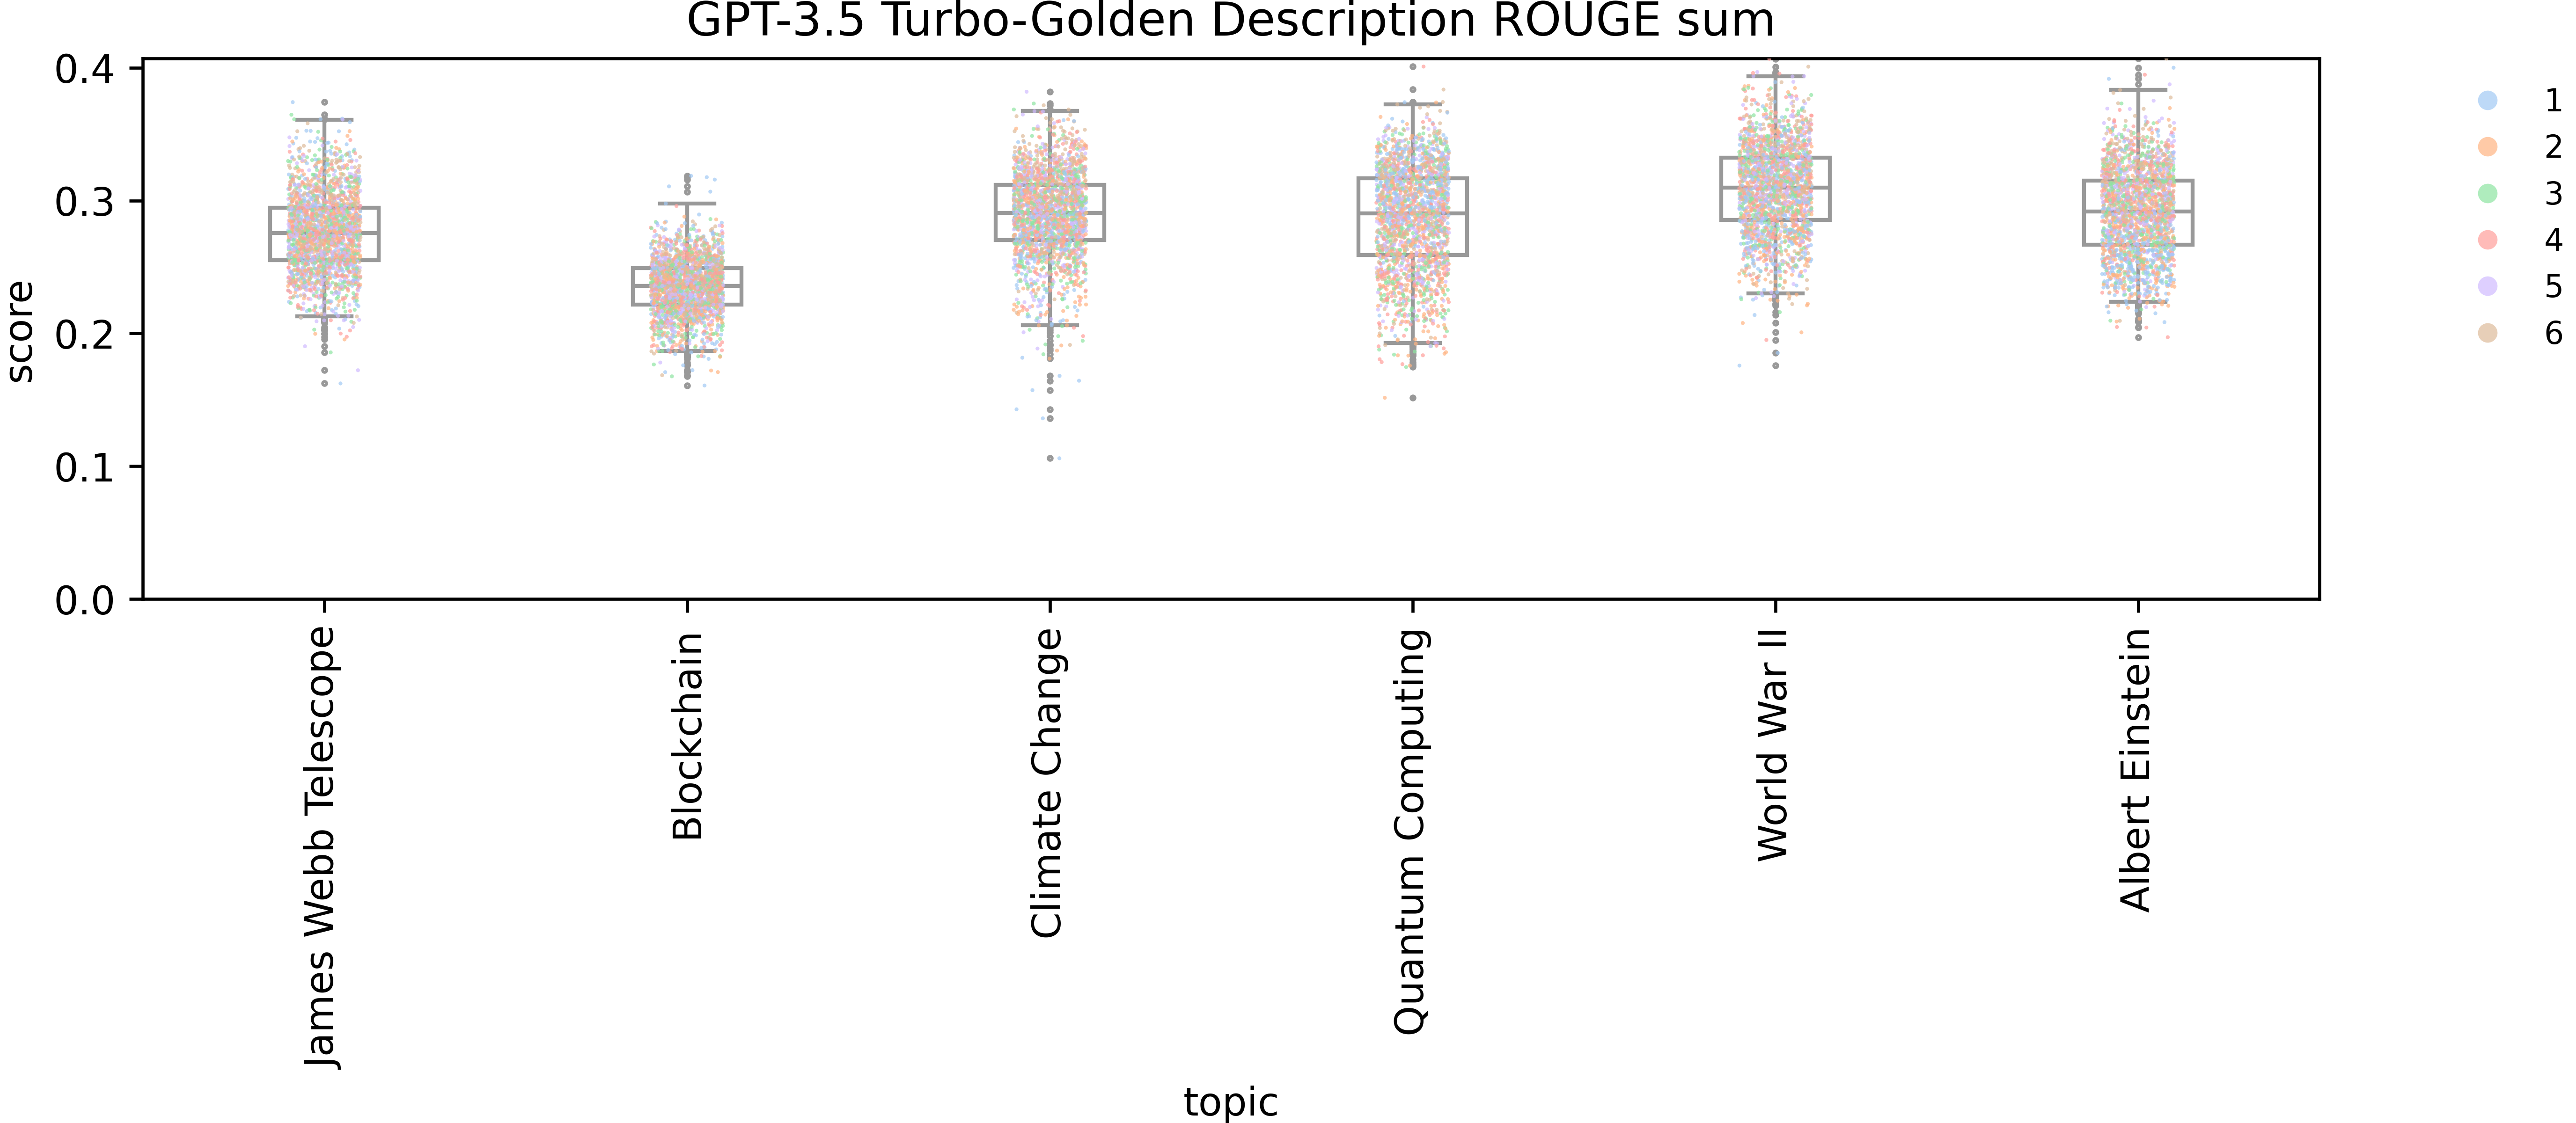 GPT-3.5 Turbo-Golden Description ROUGE sum
0.4
0.3
0.2
0.1
0.0
score
James Webb Telescope
Blockchain
Climate Change
Quantum Computing
World War II
Albert Einstein
topic
1
2
3
4
5
6